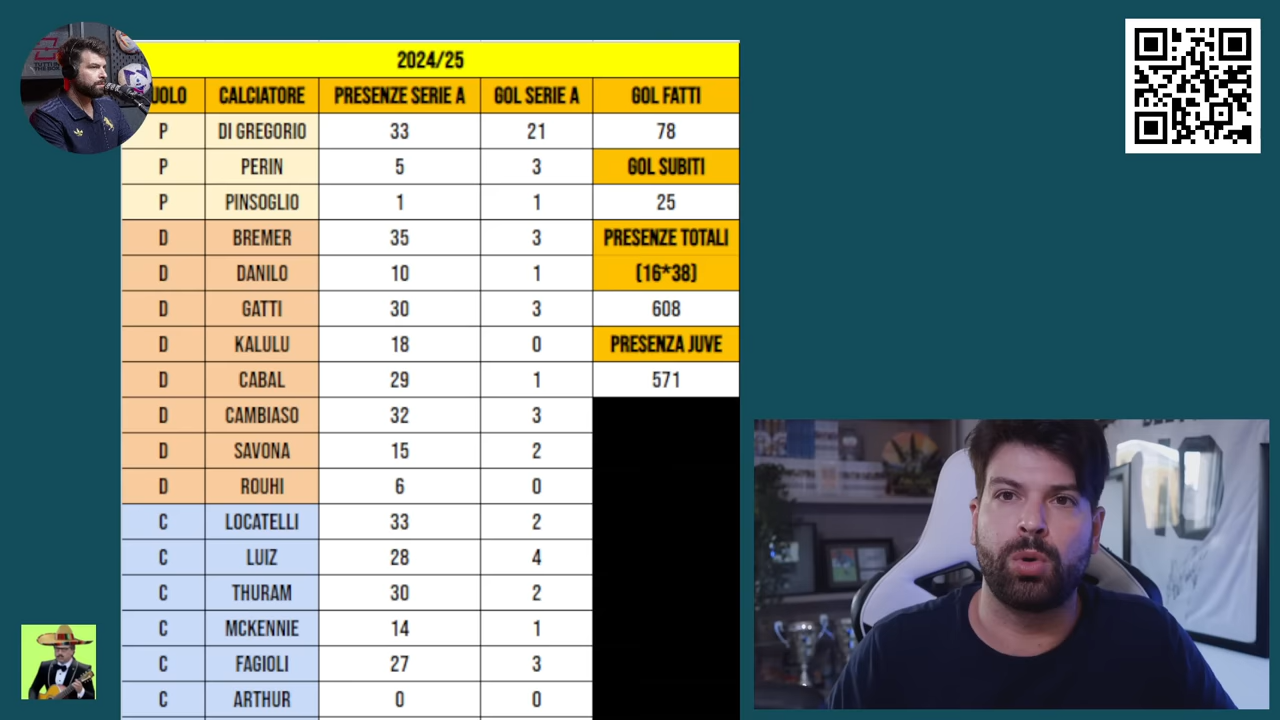 2024/25
UOLO CALCIATORE PRESENZE SERIE A GOL SERIE A GOL FATTI
P DI GREGORIO 33 21 78
P PERIN 5 3 GOL SUBITI
P PINSOGLIO 1 1 25
D BREMER 35 3 PRESENZE TOTALI
D DANILO 10 1 (16*38)
D GATTI 30 3 608
D KALULU 18 0 PRESENZA JUVE
D CABAL 29 1 571
D CAMBIASO 32 3
D SAVONA 15 2
D ROUHI 6 0
C LOCATELLI 33 2
C LUIZ 28 4
C THURAM 30 2
C MCKENNIE 14 1
C FAGIOLI 27 3
C ARTHUR 0 0